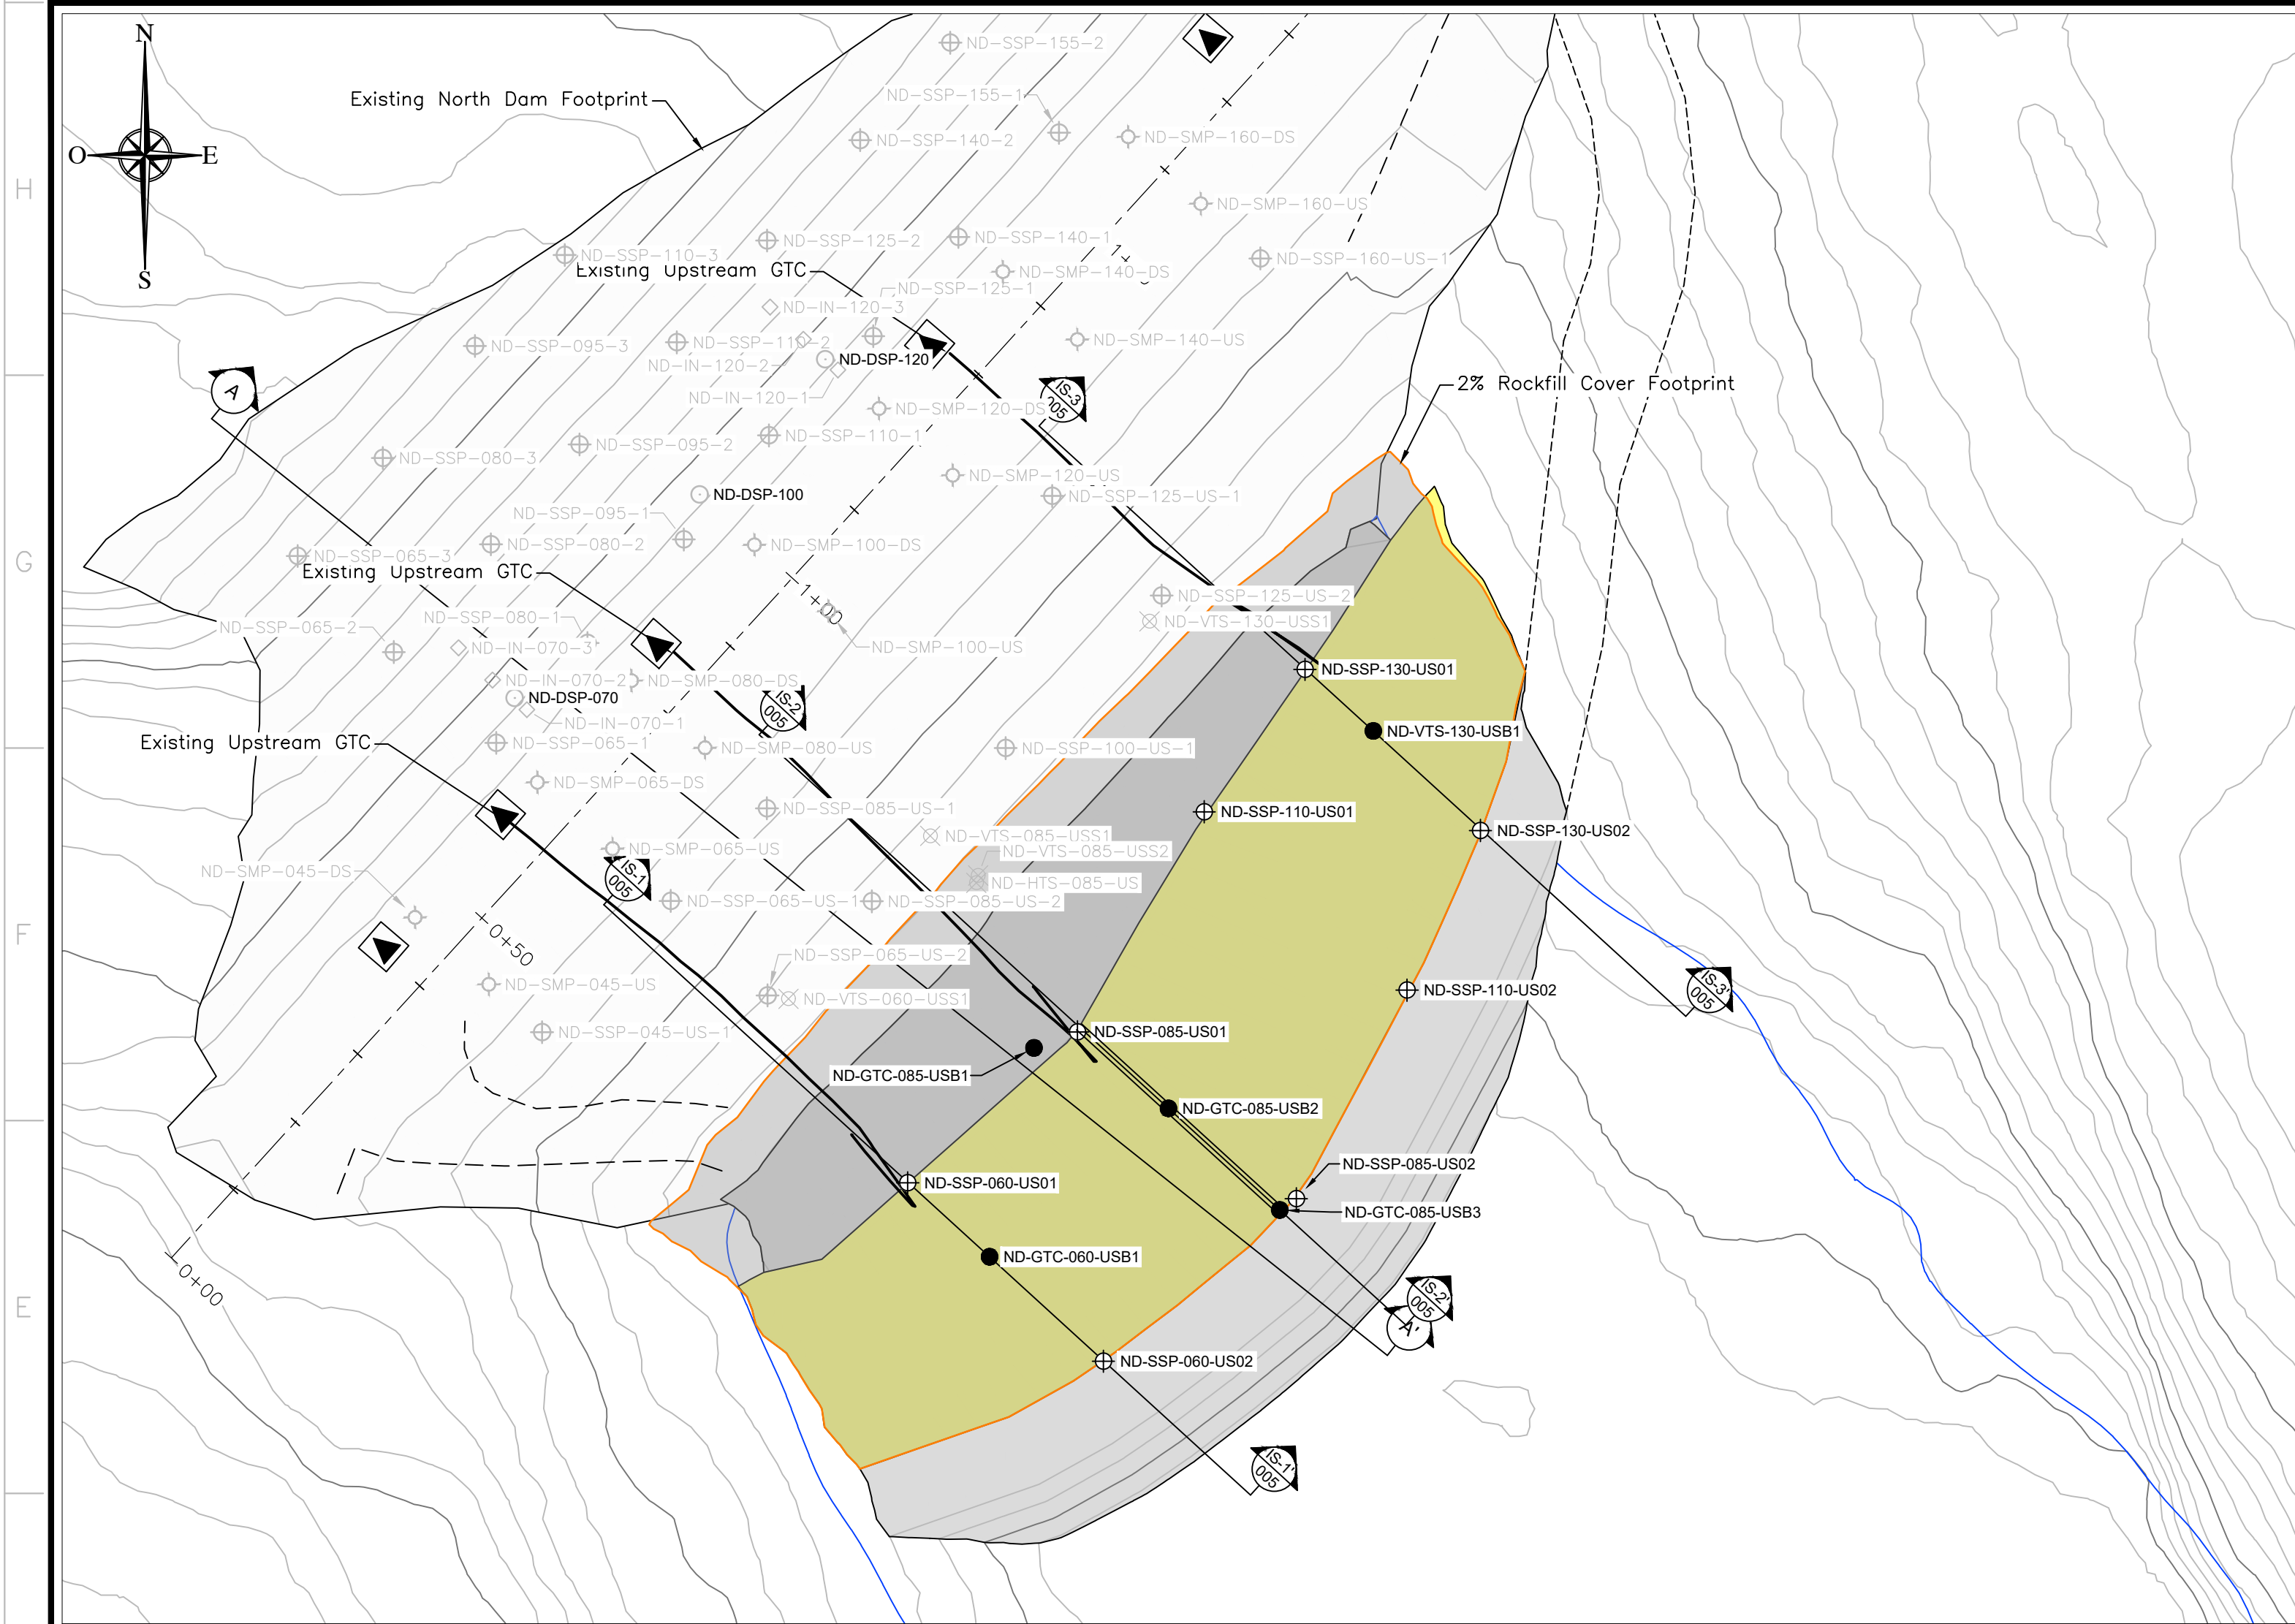 N
O
E
S
H
G
F
E
ND-SSP-155-2
Existing North Dam Footprint
ND-SSP-155-1
ND-SSP-140-2
ND-SMP-160-DS
ND-SMP-160-US
ND-SSP-125-2
ND-SSP-140-1
ND-SSP-110-3
ND-SSP-160-US-1
Existing Upstream GTC
ND-SMP-140-DS
ND-SSP-125-1
ND-IN-120-3
ND-SSP-095-3
ND-SSP-110-2
ND-SMP-140-US
ND-DSP-120
ND-IN-120-2
ND-IN-120-1
A
IS-3
005
2% Rockfill Cover Footprint
ND-SMP-120-DS
ND-SSP-110-1
ND-SSP-095-2
ND-SSP-080-3
ND-SMP-120-US
ND-DSP-100
ND-SSP-125-US-1
ND-SSP-095-1
ND-SSP-080-2
ND-SMP-100-DS
ND-SSP-065-3
Existing Upstream GTC
1+00
ND-SSP-125-US-2
ND-SSP-080-1
ND-VTS-130-USS1
ND-SSP-065-2
ND-IN-070-3
ND-SMP-100-US
ND-SSP-130-US01
ND-IN-070-2
ND-SMP-080-DS
ND-DSP-070
IS-2
005
ND-IN-070-1
ND-VTS-130-USB1
Existing Upstream GTC
ND-SSP-065-1
ND-SMP-080-US
ND-SSP-100-US-1
ND-SMP-065-DS
ND-SSP-085-US-1
ND-SSP-110-US01
ND-SSP-130-US02
ND-VTS-085-USS1
ND-SMP-065-US
ND-VTS-085-USS2
ND-SMP-045-DS
IS-1
005
ND-HTS-085-US
ND-SSP-065-US-1
ND-SSP-085-US-2
0+50
ND-SSP-065-US-2
ND-SMP-045-US
ND-VTS-060-USS1
ND-SSP-110-US02
IS-3'
005
ND-SSP-045-US-1
ND-SSP-085-US01
ND-GTC-085-USB1
ND-GTC-085-USB2
ND-SSP-085-US02
ND-SSP-060-US01
ND-GTC-085-USB3
ND-GTC-060-USB1
0+00
IS-2'
005
A'
ND-SSP-060-US02
IS-1'
005